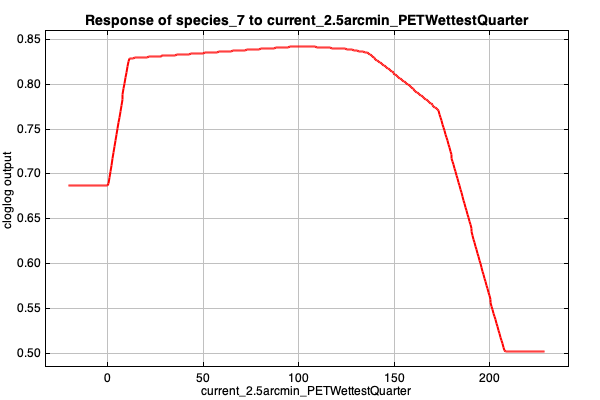 Response of species_7 to current_2.5arcmin_PETWettestQuarter
0.85
0.80
0.75
0.70
0.65
0.60
0.55
0.50
cloglog output
0 50 100 150 200
current_2.5arcmin_PETWettestQuarter